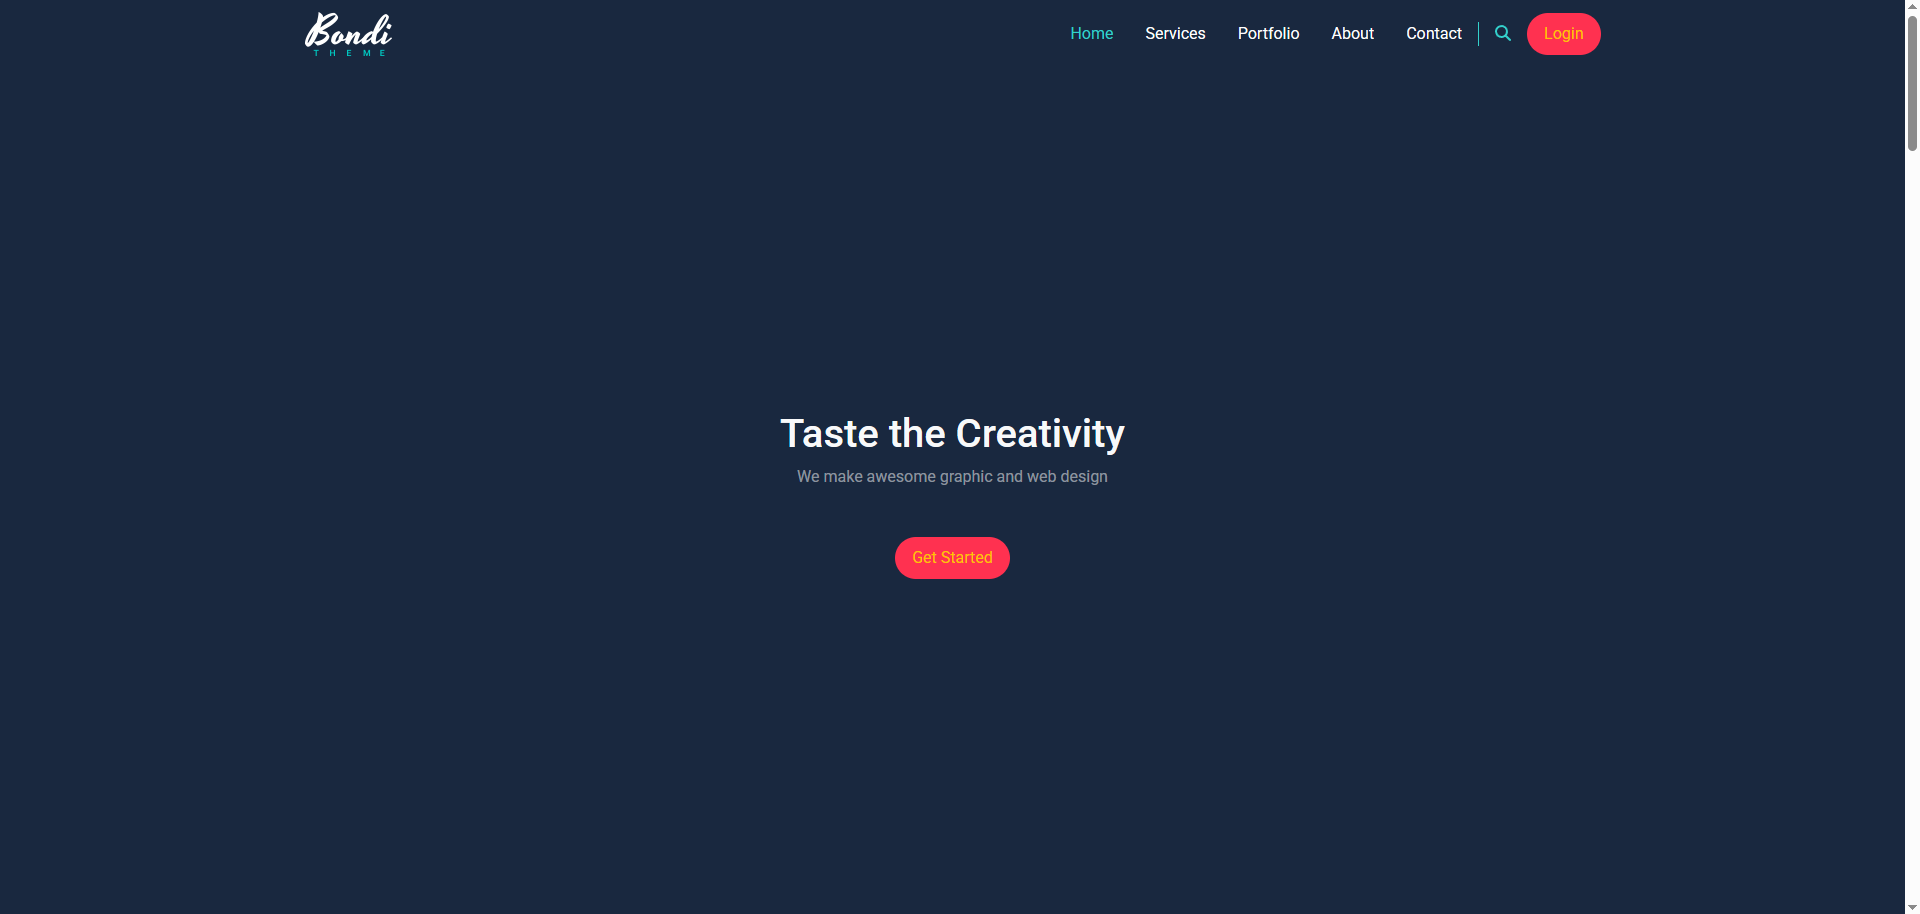 Bondi
THEME
Home Services Portfolio About Contact Login
Taste the Creativity
We make awesome graphic and web design
Get Started